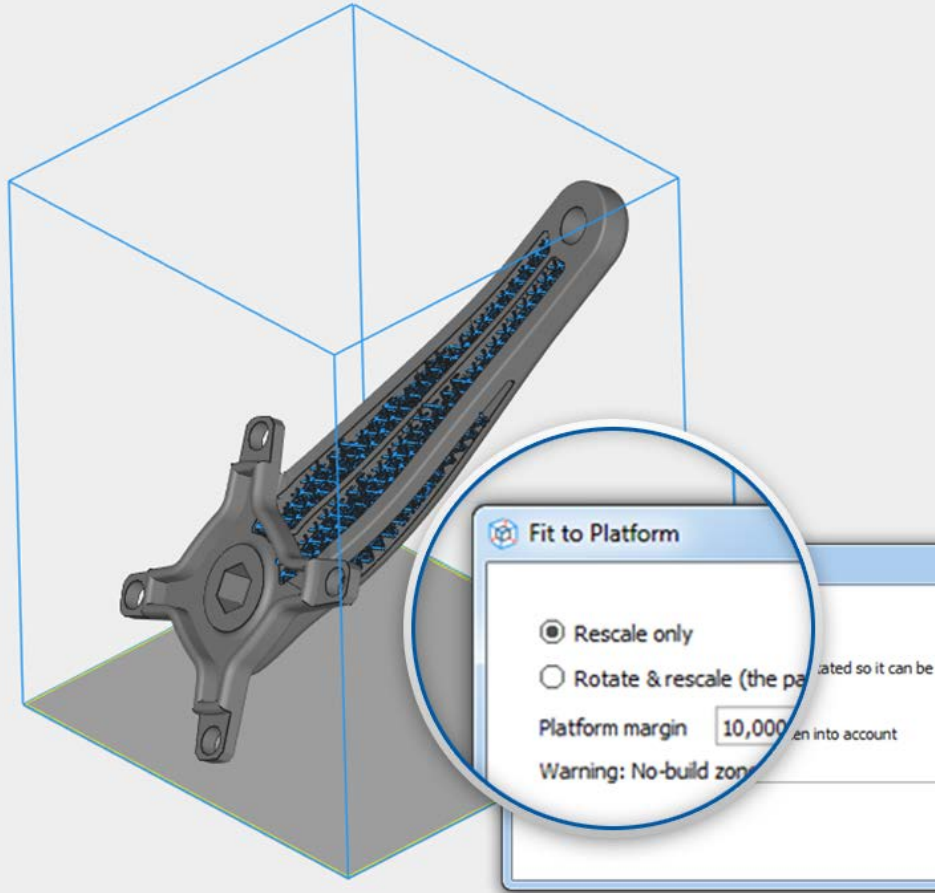 Fit to Platform
Rescale only
Rotate & rescale (the pa tated so it can be
Platform margin 10,000
en into account
Warning: No-build zon